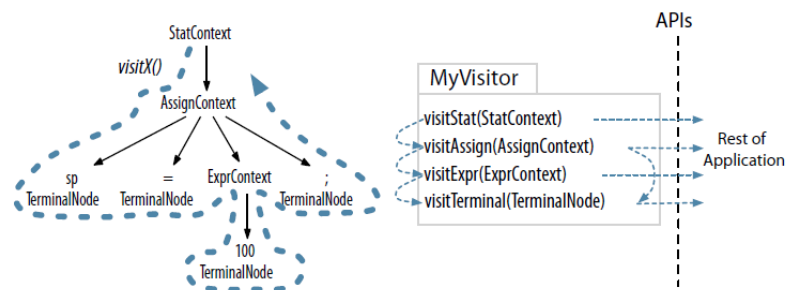 APIs
StatContext
visitX()
AssignContext
sp
TerminalNode
=
TerminalNode
ExprContext
;
TerminalNode
100
TerminalNode
MyVisitor
visitStat(StatContext)
visitAssign(AssignContext)
visitExpr(ExprContext)
visitTerminal(TerminalNode)
Rest of
Application